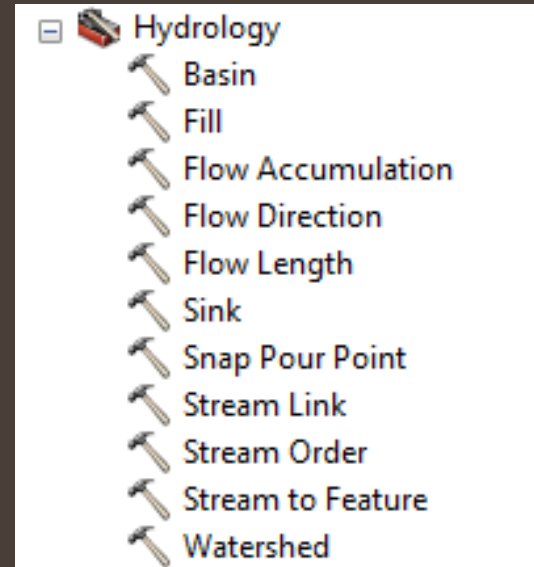 Hydrology
Basin
Fill
Flow Accumulation
Flow Direction
Flow Length
Sink
Snap Pour Point
Stream Link
Stream Order
Stream to Feature
Watershed